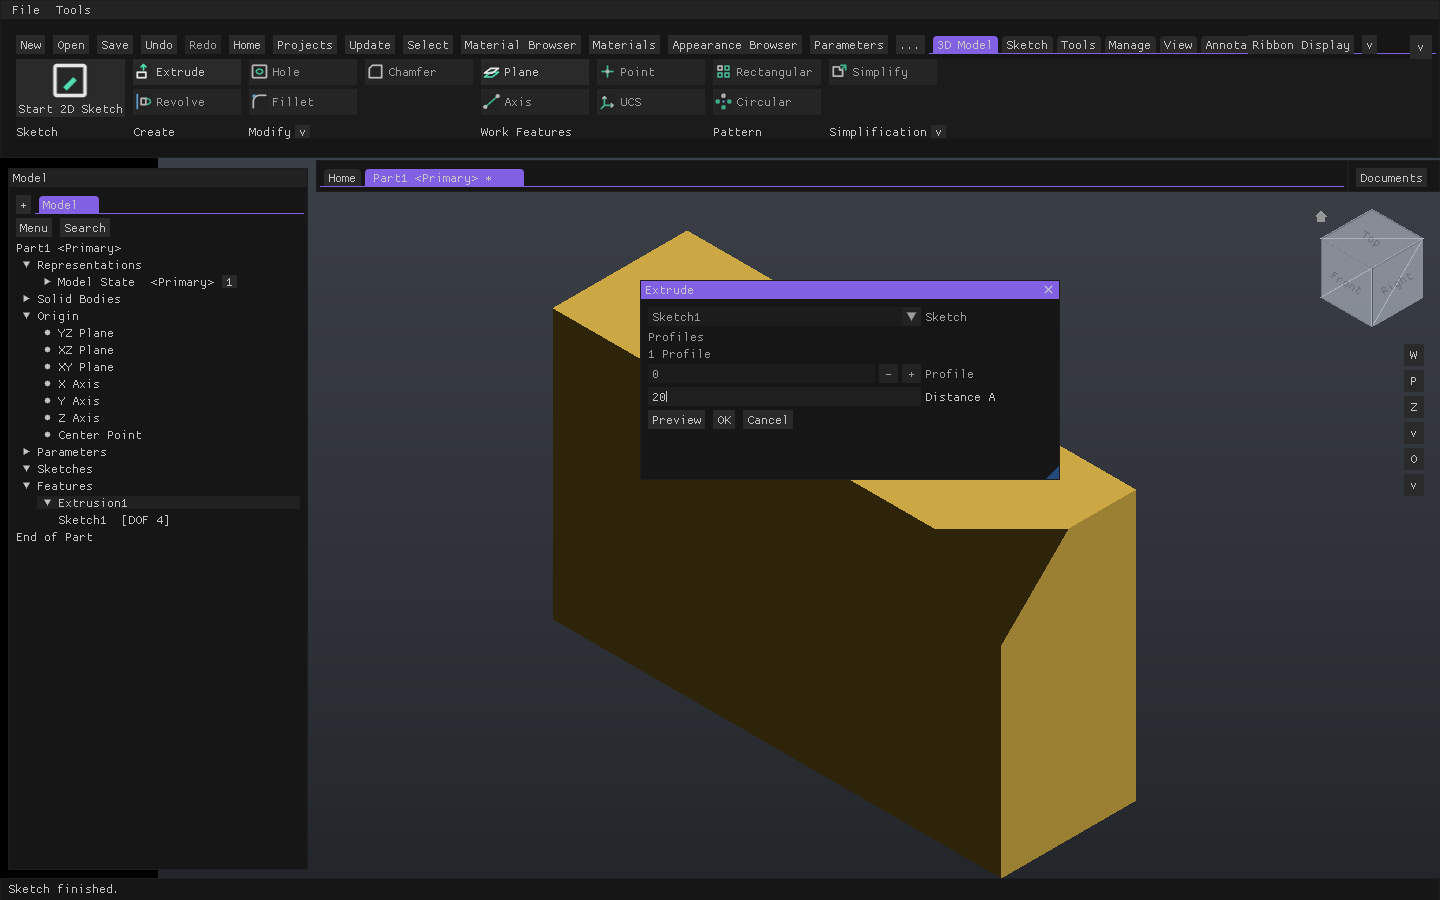 File Tools
New Open Save Undo Redo Home Projects Update Select Material Browser Materials Appearance Browser Parameters ... 3D Model Sketch Tools Manage View Annota Ribbon Display v v
Start 2D Sketch
Extrude Hole Chamfer Plane Point Rectangular Simplify
Revolve Fillet Axis UCS Circular
Sketch Create Modify v Work Features Pattern Simplification v
Model
+ Model
Menu Search
Part1 <Primary>
Representations
Model State <Primary> 1
Solid Bodies
Origin
YZ Plane
XZ Plane
XY Plane
X Axis
Y Axis
Z Axis
Center Point
Parameters
Sketches
Features
Extrusion1
Sketch1 [DOF 4]
End of Part
Home Part1 <Primary> * Documents
Extrude
Sketch1 Sketch
Profiles
1 Profile
0 - + Profile
20 Distance A
Preview OK Cancel
Top
Front Right
W
P
Z
v
O
v
Sketch finished.